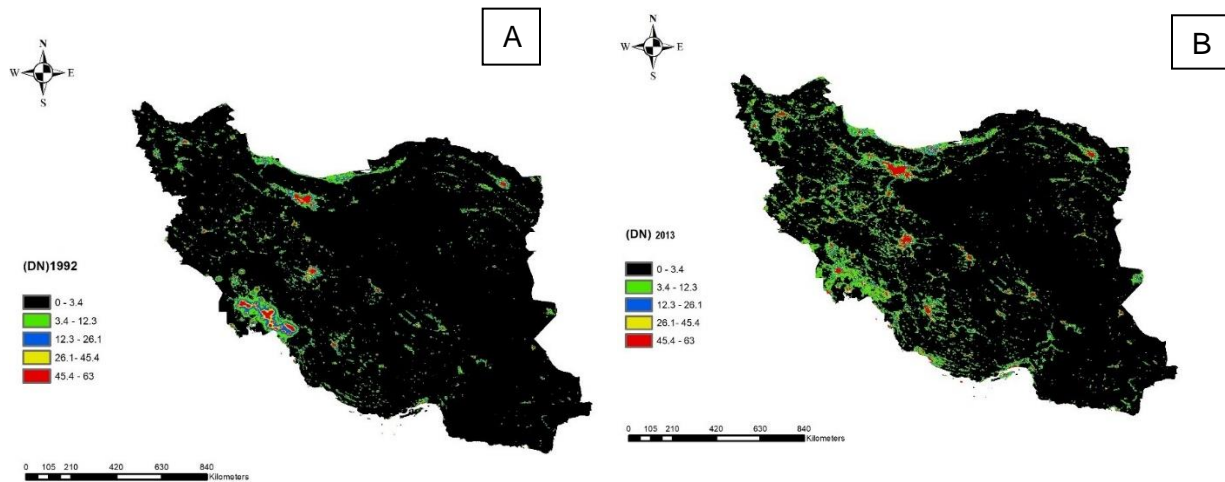 A
N
W E
S
(DN)1992
0 - 3.4
3.4 - 12.3
12.3 - 26.1
26.1- 45.4
45.4 - 63
0 105 210 420 630 840
Kilometers
B
N
W E
S
(DN) 2013
0 - 3.4
3.4 - 12.3
12.3 - 26.1
26.1 - 45.4
45.4 - 63
0 105 210 420 630 840
Kilometers